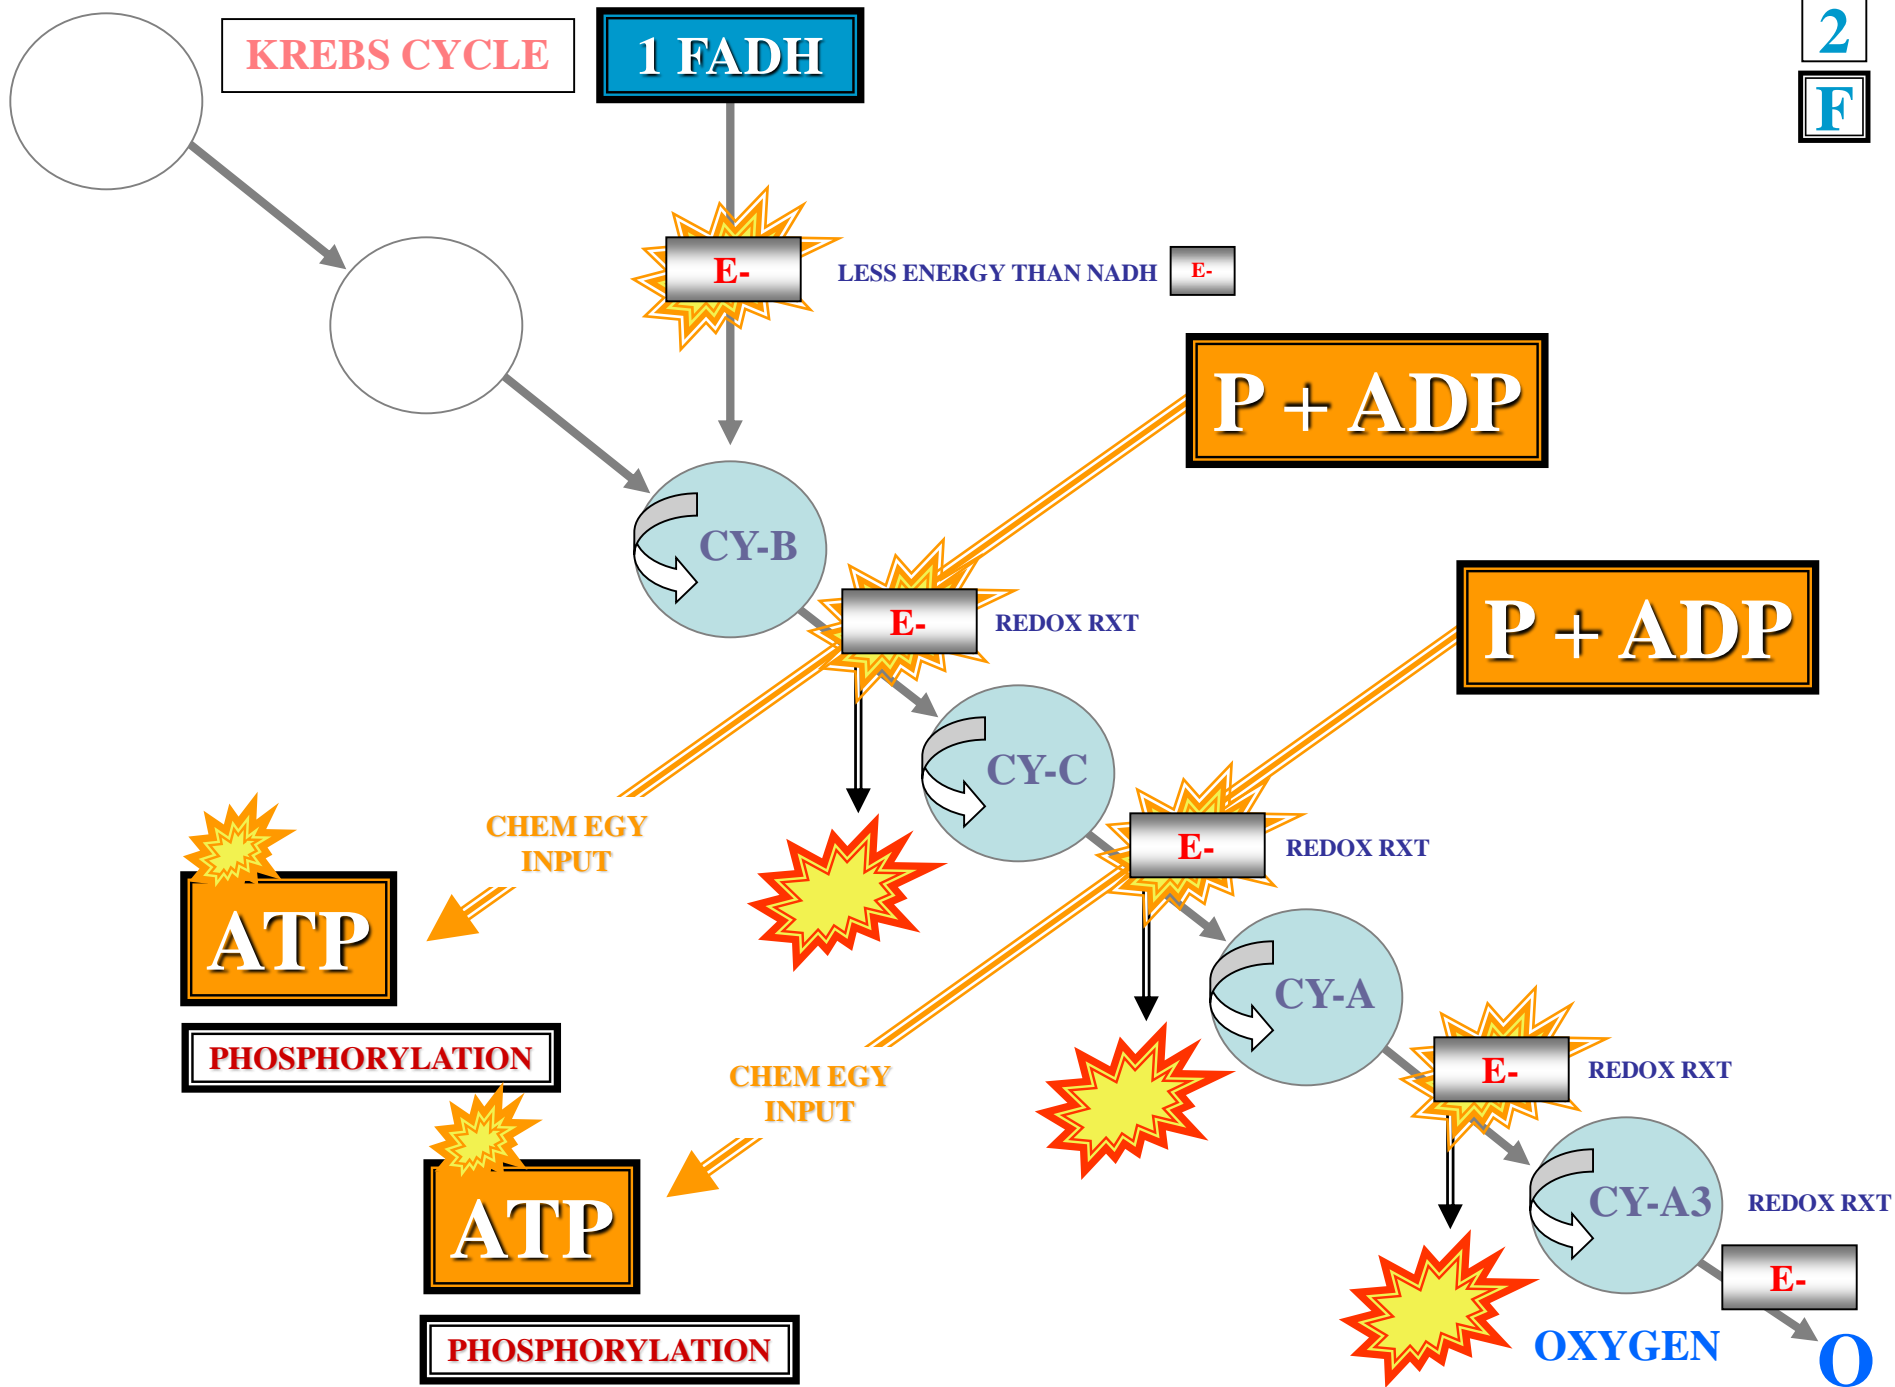 KREBS CYCLE
1 FADH
2
F
E-
LESS ENERGY THAN NADH
E-
P + ADP
CY-B
E-
REDOX RXT
P + ADP
CY-C
CHEM EGY
INPUT
E-
REDOX RXT
ATP
CY-A
PHOSPHORYLATION
CHEM EGY
INPUT
E-
REDOX RXT
ATP
CY-A3
REDOX RXT
E-
PHOSPHORYLATION
OXYGEN
O